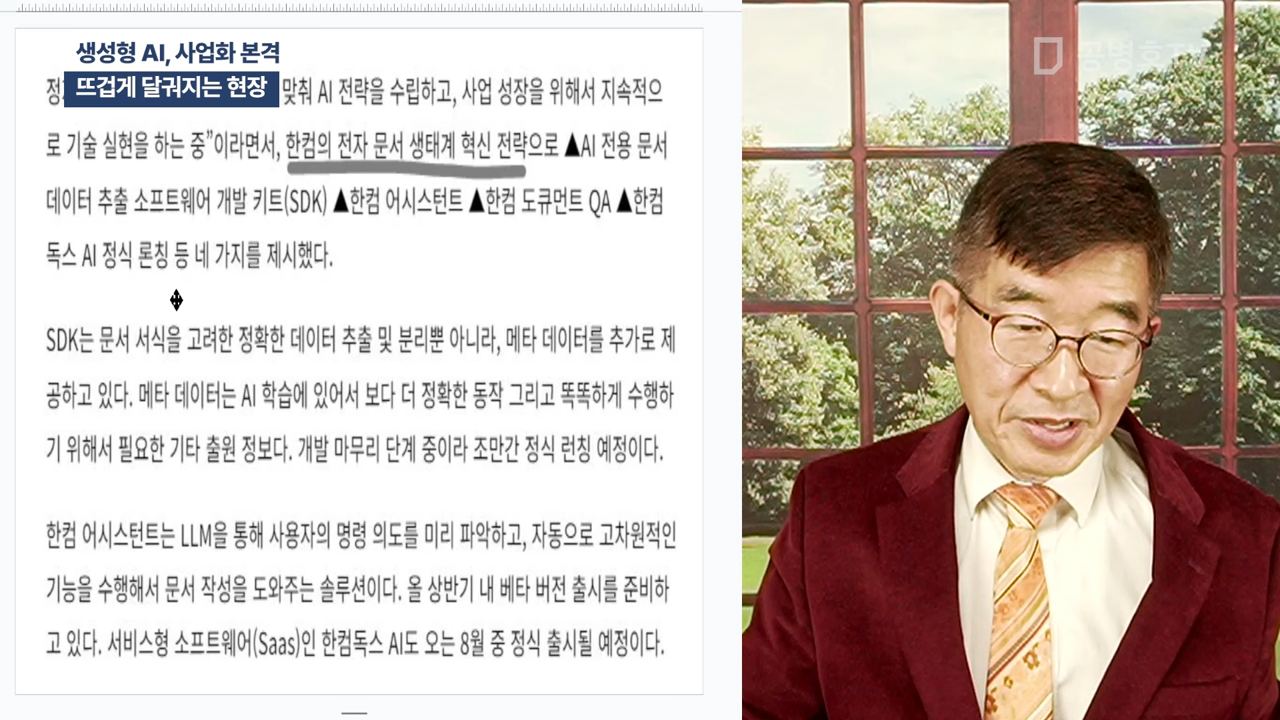 생성형 AI, 사업화 본격
뜨겁게 달궈지는 현장
맞춰 AI 전략을 수립하고, 사업 성장을 위해서 지속적으
로 기술 실현을 하는 중”이라면서, 한컴의 전자 문서 생태계 혁신 전략으로 ▲AI 전용 문서
데이터 추출 소프트웨어 개발 키트(SDK) ▲한컴 어시스턴트 ▲한컴 도큐먼트 QA ▲한컴
독스 AI 정식 론칭 등 네 가지를 제시했다.
SDK는 문서 서식을 고려한 정확한 데이터 추출 및 분리뿐 아니라, 메타 데이터를 추가로 제
공하고 있다. 메타 데이터는 AI 학습에 있어서 보다 더 정확한 동작 그리고 똑똑하게 수행하
기 위해서 필요한 기타 출원 정보다. 개발 마무리 단계 중이라 조만간 정식 런칭 예정이다.
한컴 어시스턴트는 LLM을 통해 사용자의 명령 의도를 미리 파악하고, 자동으로 고차원적인
기능을 수행해서 문서 작성을 도와주는 솔루션이다. 올 상반기 내 베타 버전 출시를 준비하
고 있다. 서비스형 소프트웨어(Saas)인 한컴독스 AI도 오는 8월 중 정식 출시될 예정이다.
공병호TV